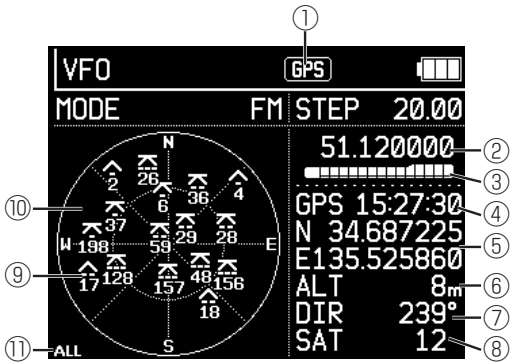 ①
VFO GPS
MODE FM STEP 20.00
51.120000 ②
③
GPS 15:27:30 ④
N 34.687225
E135.525860 ⑤
ALT 8m ⑥
DIR 239° ⑦
SAT 12 ⑧
N
2 26 6 36 4
⑩ 37
198 59 29 28
W E
⑨ 17 128 157 48 156
18
S
⑪ ALL